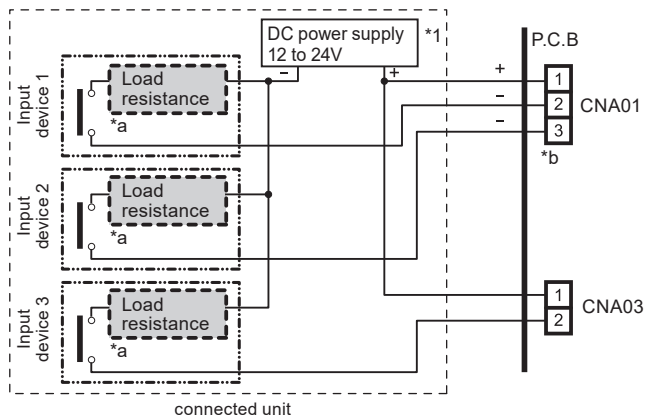 DC power supply
12 to 24V
*1
−
+
P.C.B
Input
device 1
Load
resistance
*a
+
−
−
1
2
3
CNA01
*b
Input
device 2
Load
resistance
*a
Input
device 3
Load
resistance
*a
1
2
CNA03
connected unit